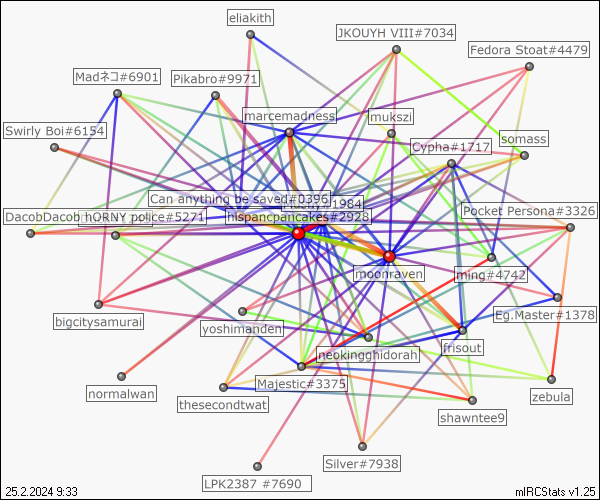 eliakith
JKOUYH VIII#7034
Fedora Stoat#4479
Madネコ#6901
Pikabro#9971
marcemadness
mukszi
Swirly Boi#6154
Cypha#1717
somass
Can anything be saved#0396
1984
DacobDacob
hORNY police#5271
hispancpancakes#2928
Pocket Persona#3326
moonraven
ming#4742
bigcitysamurai
yoshimanden
Eg.Master#1378
neokingghidorah
frisout
Majestic#3375
normalwan
thesecondtwat
zebula
shawntee9
Silver#7938
LPK2387 #7690
25.2.2024 9:33
mIRCStats v1.25